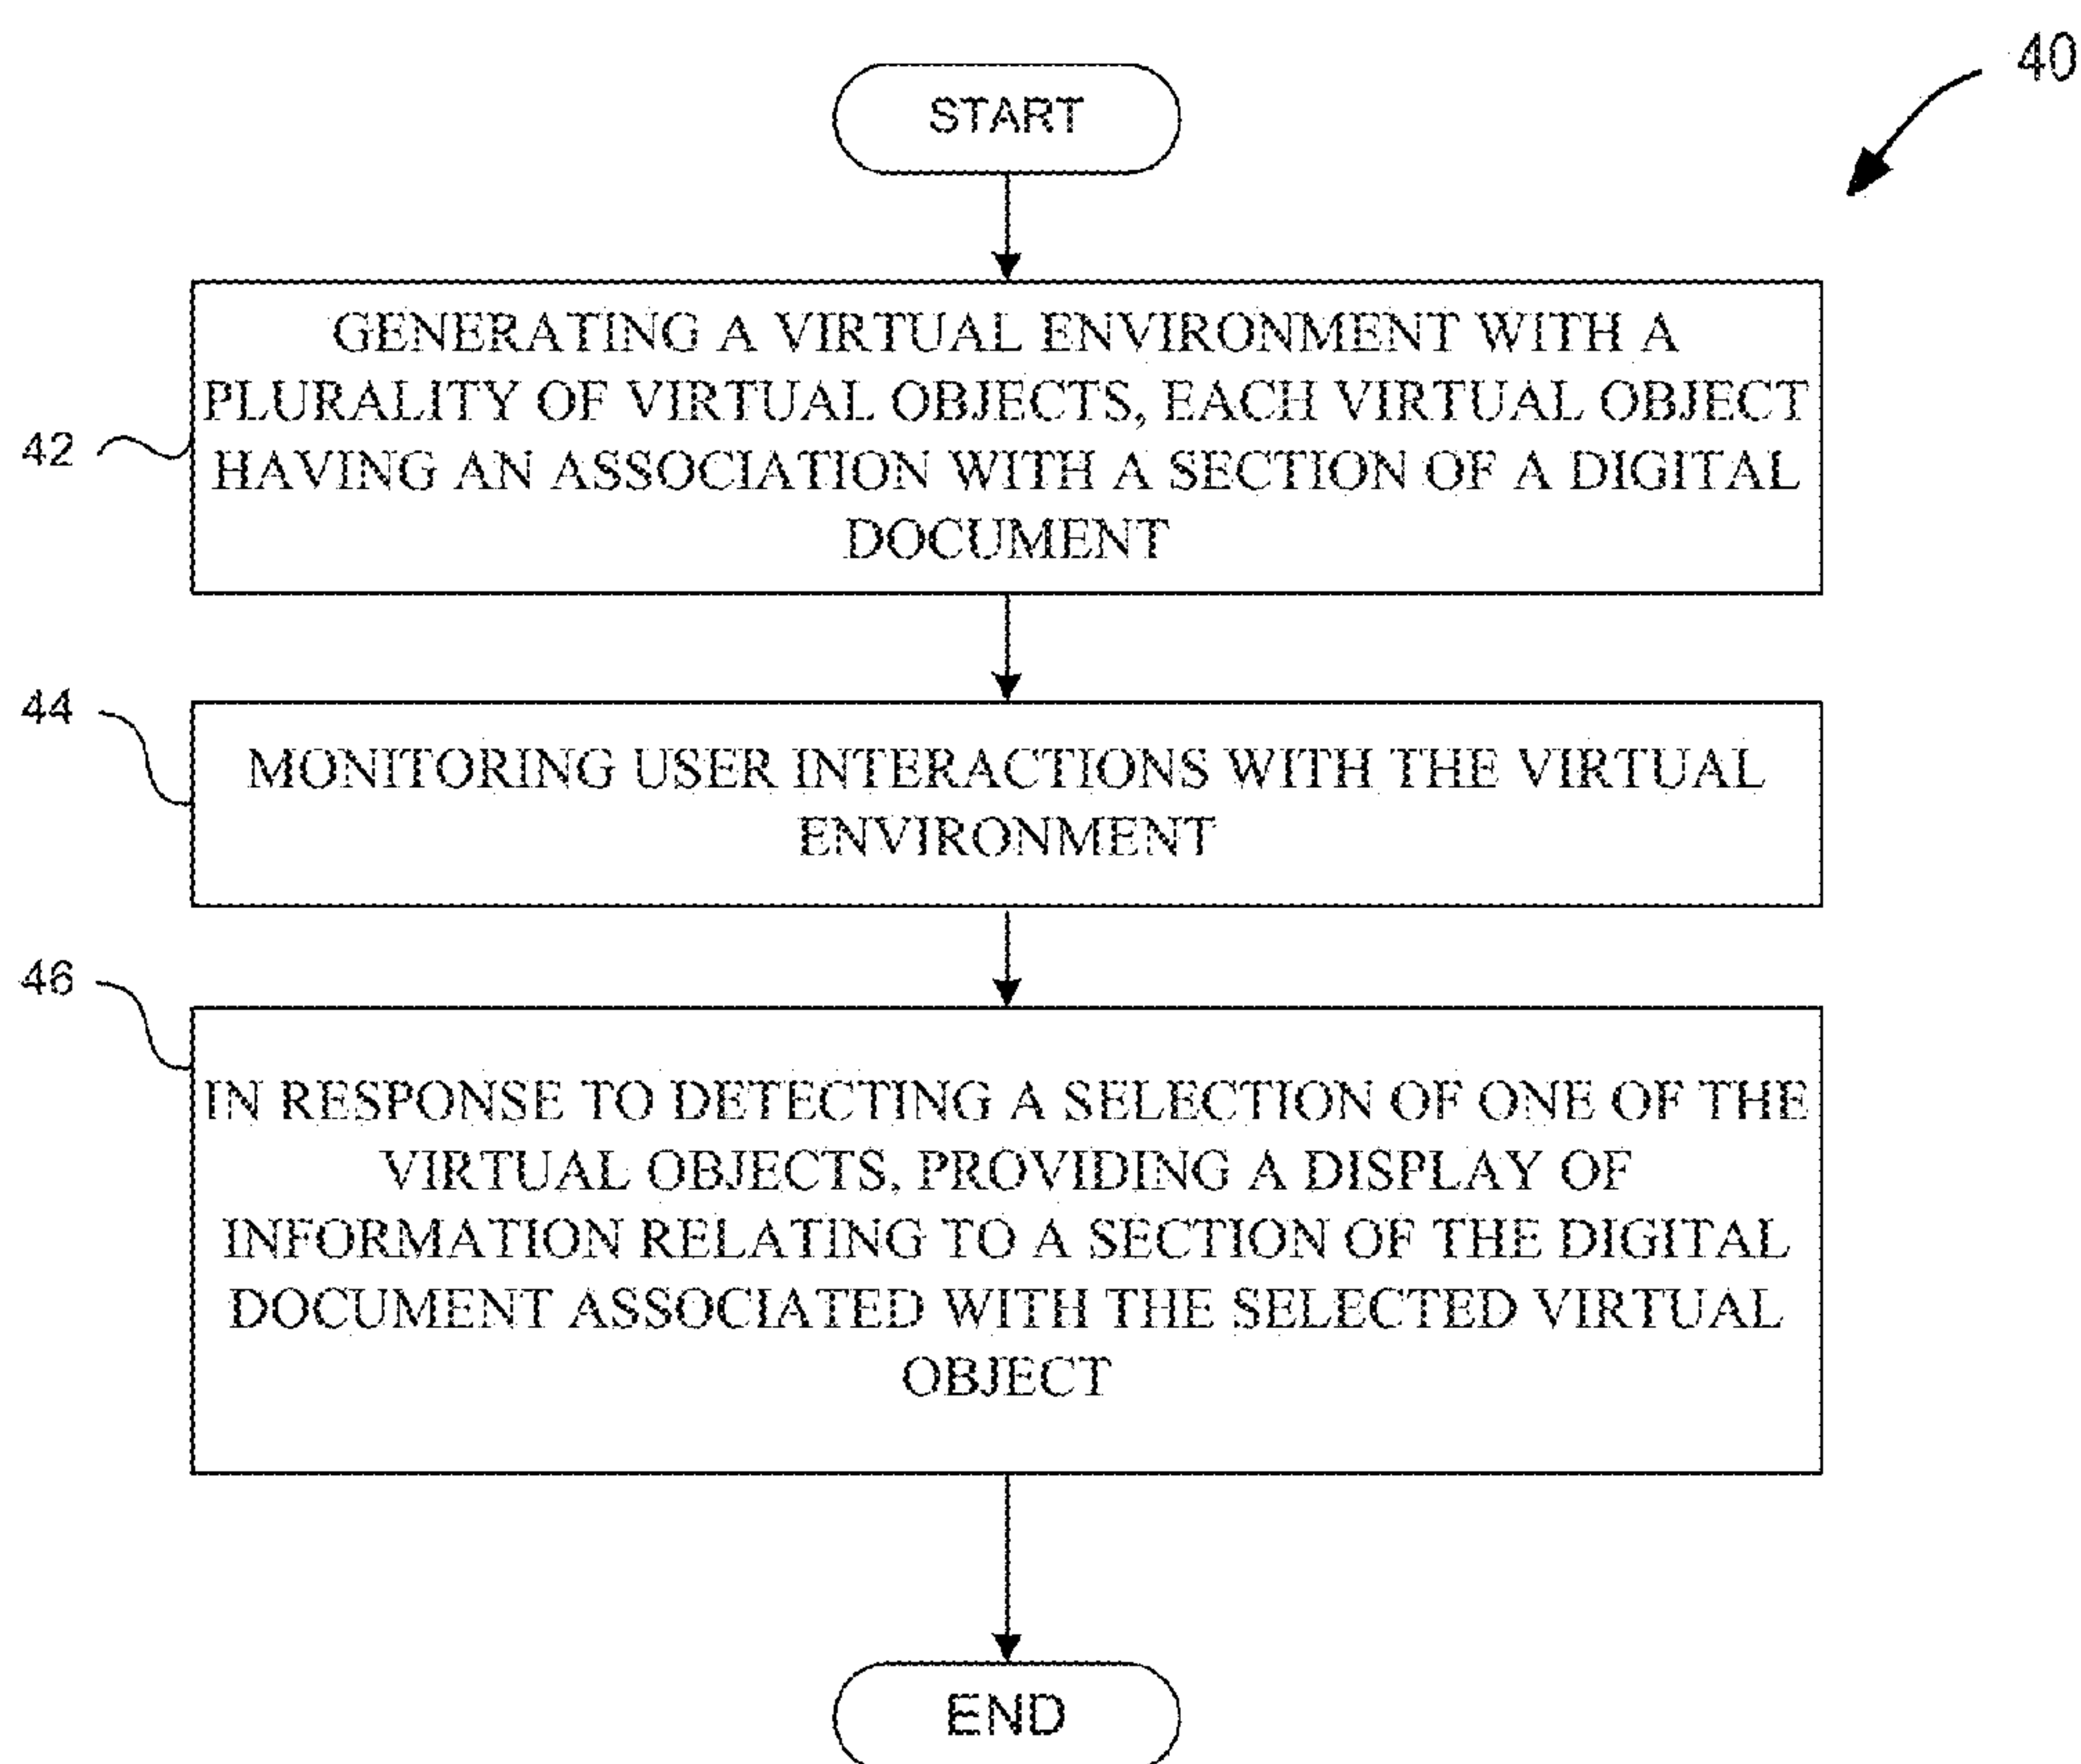 40
START
GENERATING A VIRTUAL ENVIRONMENT WITH A
PLURALITY OF VIRTUAL OBJECTS, EACH VIRTUAL OBJECT
HAVING AN ASSOCIATION WITH A SECTION OF A DIGITAL
DOCUMENT
42
44
MONITORING USER INTERACTIONS WITH THE VIRTUAL
ENVIRONMENT
46
IN RESPONSE TO DETECTING A SELECTION OF ONE OF THE
VIRTUAL OBJECTS, PROVIDING A DISPLAY OF
INFORMATION RELATING TO A SECTION OF THE DIGITAL
DOCUMENT ASSOCIATED WITH THE SELECTED VIRTUAL
OBJECT
END